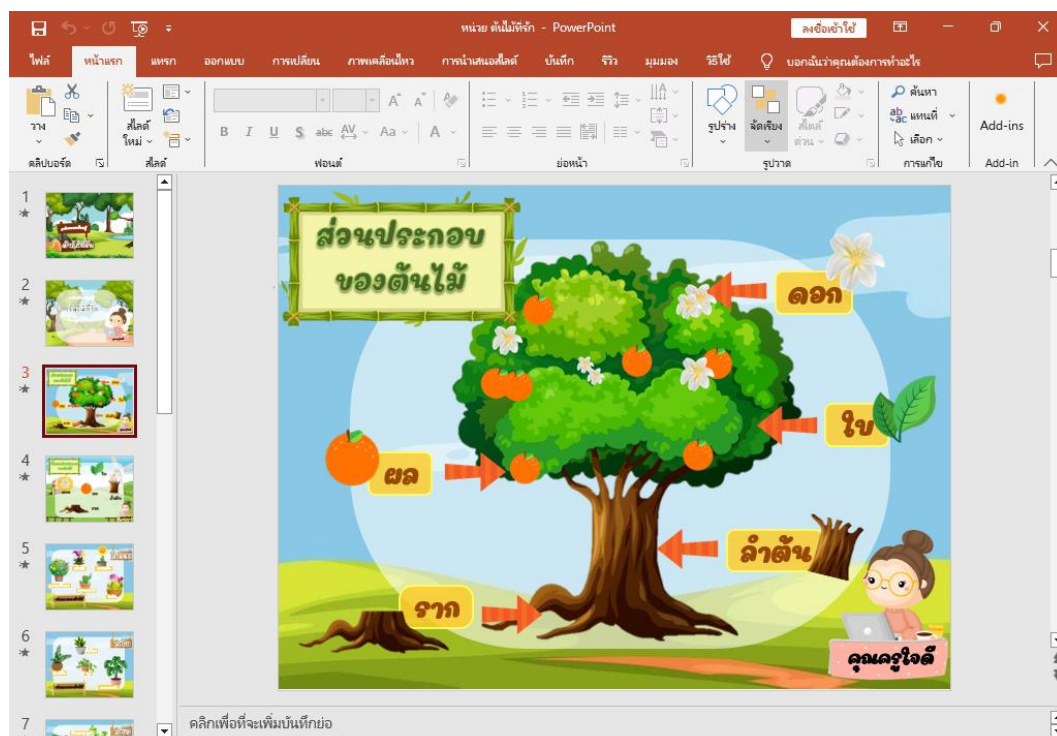 หน่วย ต้นไม้ที่รัก - PowerPoint
ลงชื่อเข้าใช้
ไฟล์ หน้าแรก แทรก ออกแบบ การเปลี่ยน ภาพเคลื่อนไหว การนำเสนอสไลด์ บันทึก รีวิว มุมมอง วิธีใช้ บอกฉันว่าคุณต้องการทำอะไร
วาง
สไลด์
ใหม่
B I U S abc AV Aa A
รูปร่าง
จัดเรียง
สไตล์
ด่วน
ค้นหา
แทนที่
เลือก
Add-ins
คลิปบอร์ด สไลด์ ฟอนต์ ย่อหน้า รูปวาด การแก้ไข Add-in
1
2
3
4
5
6
7
ส่วนประกอบ
ของต้นไม้
ดอก
ใบ
ผล
ลำต้น
ราก
คุณครูใจดี
คลิกเพื่อที่จะเพิ่มบันทึกย่อ